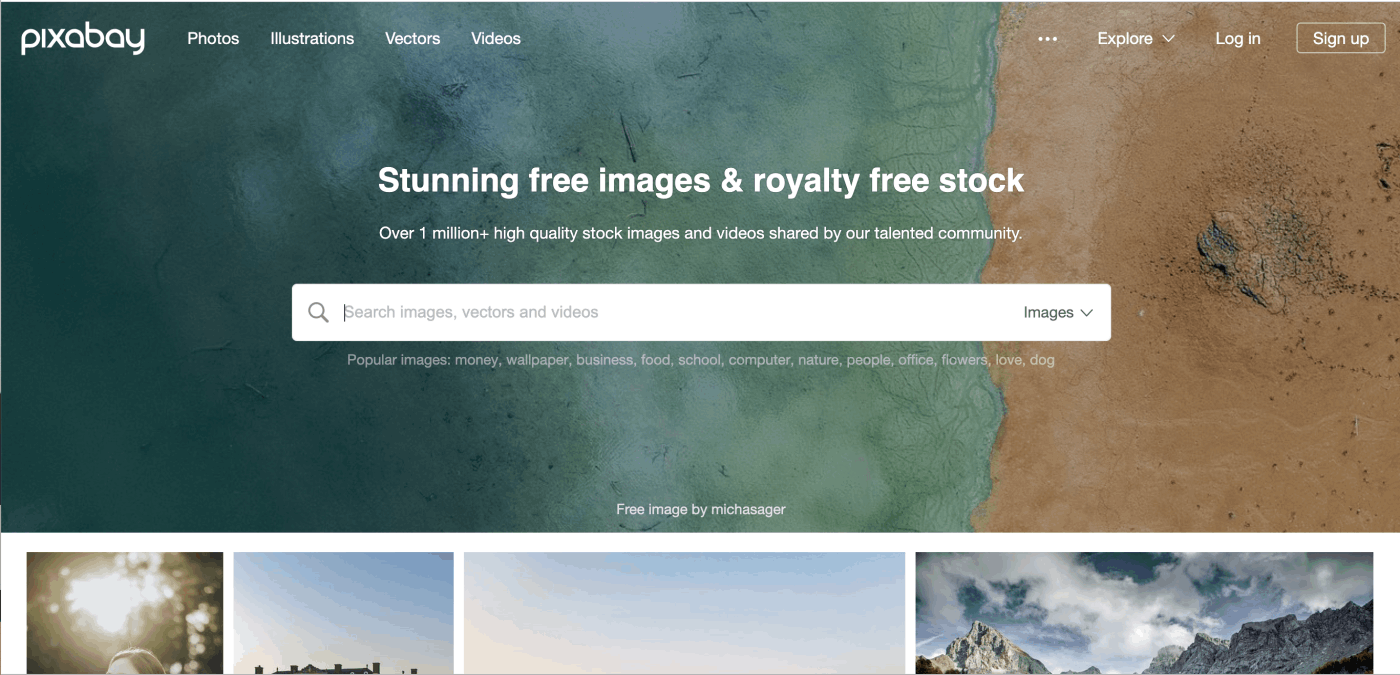 pixabay Photos Illustrations Vectors Videos ••• Explore Log in Sign up
Stunning free images & royalty free stock
Over 1 million+ high quality stock images and videos shared by our talented community.
Search images, vectors and videos Images
Popular images: money, wallpaper, business, food, school, computer, nature, people, office, flowers, love, dog
Free image by michasager